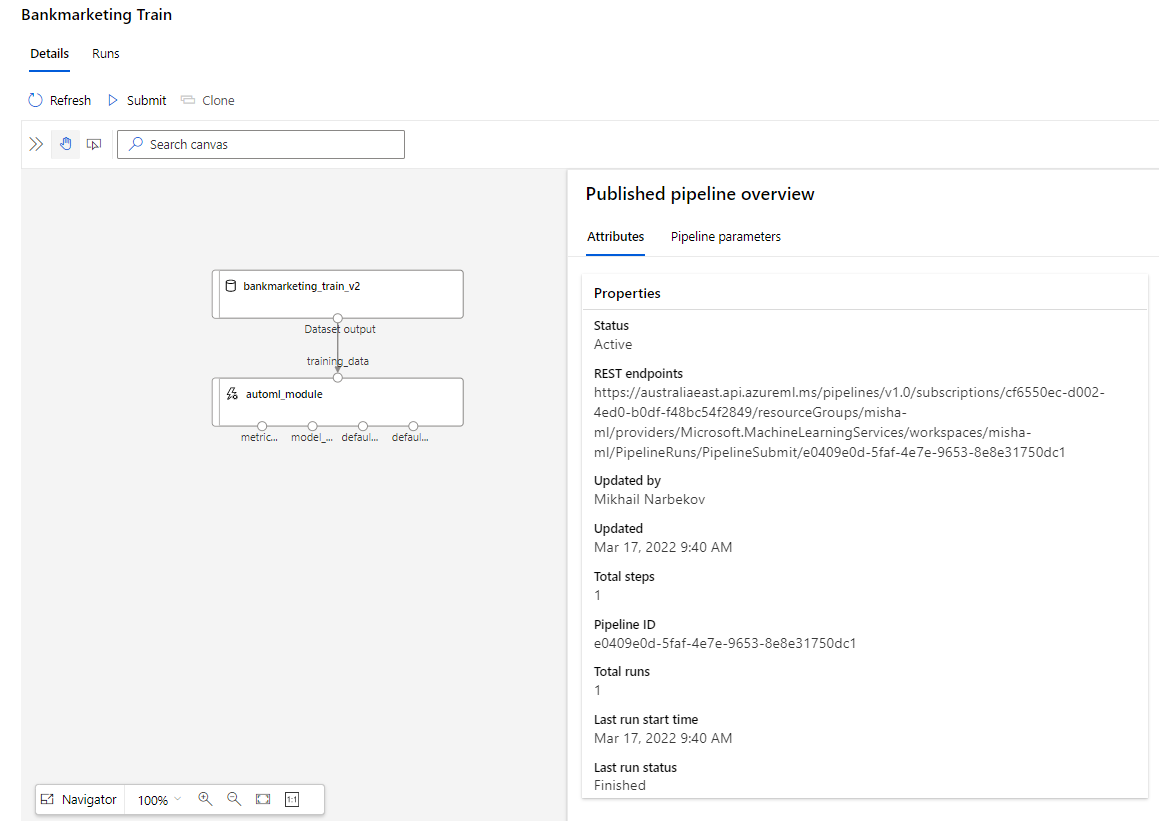 Bankmarketing Train
Details Runs
Refresh Submit Clone
Search canvas
bankmarketing_train_v2
Dataset output
training_data
automl_module
metric... model_... defaul... defaul...
Navigator 100% 1:1
Published pipeline overview
Attributes Pipeline parameters
Properties
Status
Active
REST endpoints
https://australiaeast.api.azureml.ms/pipelines/v1.0/subscriptions/cf6550ec-d002-
4ed0-b0df-f48bc54f2849/resourceGroups/misha-
ml/providers/Microsoft.MachineLearningServices/workspaces/misha-
ml/PipelineRuns/PipelineSubmit/e0409e0d-5faf-4e7e-9653-8e8e31750dc1
Updated by
Mikhail Narbekov
Updated
Mar 17, 2022 9:40 AM
Total steps
1
Pipeline ID
e0409e0d-5faf-4e7e-9653-8e8e31750dc1
Total runs
1
Last run start time
Mar 17, 2022 9:40 AM
Last run status
Finished